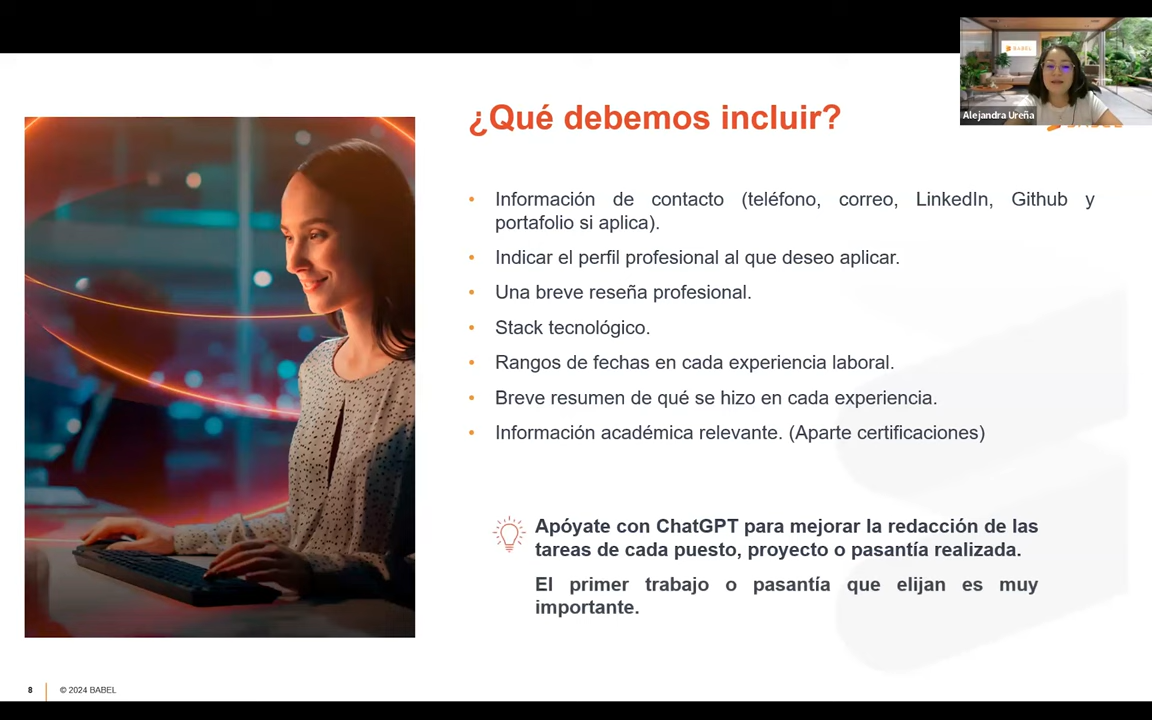 BABEL
Alejandra Ureña
¿Qué debemos incluir?
• Información de contacto (teléfono, correo, LinkedIn, Github y
portafolio si aplica).
• Indicar el perfil profesional al que deseo aplicar.
• Una breve reseña profesional.
• Stack tecnológico.
• Rangos de fechas en cada experiencia laboral.
• Breve resumen de qué se hizo en cada experiencia.
• Información académica relevante. (Aparte certificaciones)
Apóyate con ChatGPT para mejorar la redacción de las
tareas de cada puesto, proyecto o pasantía realizada.
El primer trabajo o pasantía que elijan es muy
importante.
8
© 2024 BABEL